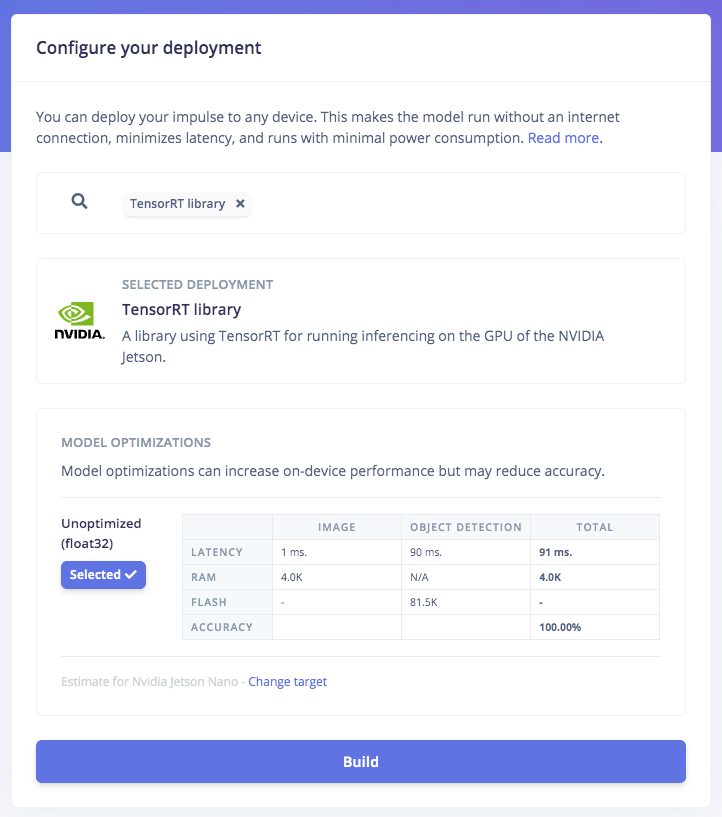 Configure your deployment
You can deploy your impulse to any device. This makes the model run without an internet
connection, minimizes latency, and runs with minimal power consumption. Read more.
TensorRT library ×
SELECTED DEPLOYMENT
TensorRT library
A library using TensorRT for running inferencing on the GPU of the NVIDIA
Jetson.
NVIDIA.
MODEL OPTIMIZATIONS
Model optimizations can increase on-device performance but may reduce accuracy.
Unoptimized
(float32)
Selected ✓
IMAGE OBJECT DETECTION TOTAL
LATENCY 1 ms. 90 ms. 91 ms.
RAM 4.0K N/A 4.0K
FLASH - 81.5K -
ACCURACY 100.00%
Estimate for Nvidia Jetson Nano - Change target
Build